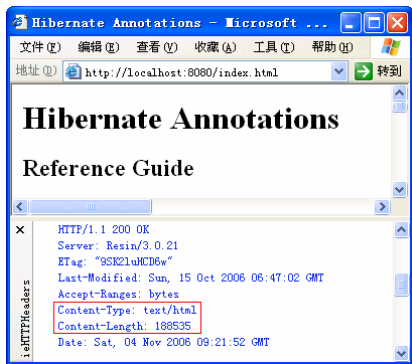 Hibernate Annotations - Microsoft ...
文件(F) 编辑(E) 查看(V) 收藏(A) 工具(T) 帮助(H)
地址(D) http://localhost:8080/index.html 转到
Hibernate Annotations
Reference Guide
ieHTTPHeaders
HTTP/1.1 200 OK
Server: Resin/3.0.21
ETag: "9SK21uHCD6w"
Last-Modified: Sun, 15 Oct 2006 06:47:02 GMT
Accept-Ranges: bytes
Content-Type: text/html
Content-Length: 188535
Date: Sat, 04 Nov 2006 09:21:52 GMT